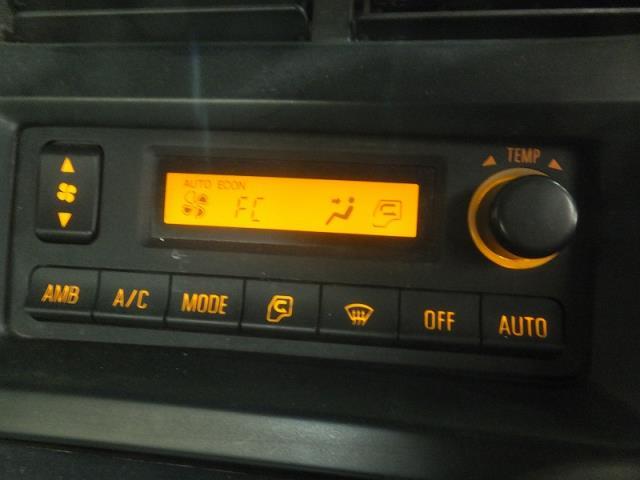 TEMP
AUTO ECON
FC
AMB A/C MODE OFF AUTO